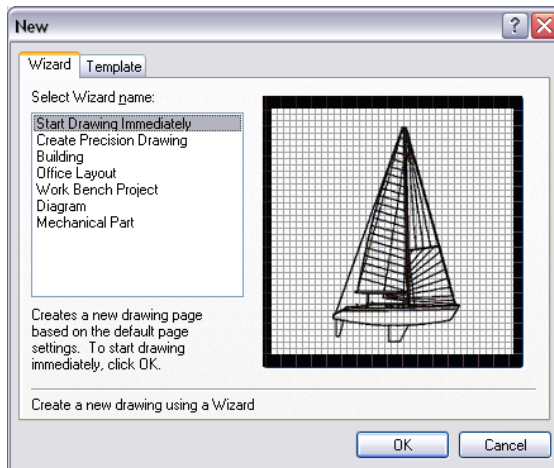 New
Wizard
Template
Select Wizard name:
Start Drawing Immediately
Create Precision Drawing
Building
Office Layout
Work Bench Project
Diagram
Mechanical Part
Creates a new drawing page
based on the default page
settings. To start drawing
immediately, click OK.
Create a new drawing using a Wizard
OK
Cancel